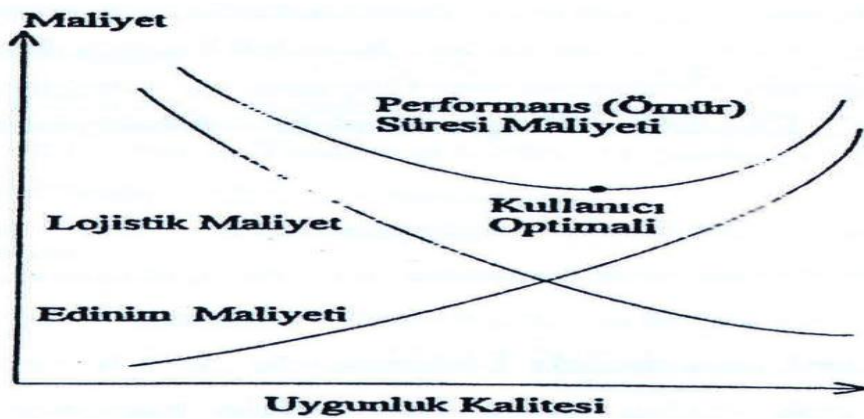 Maliyet
Performans (Ömür)
Süresi Maliyeti
Kullanıcı
Optimali
Lojistik Maliyet
Edinim Maliyeti
Uygunluk Kalitesi